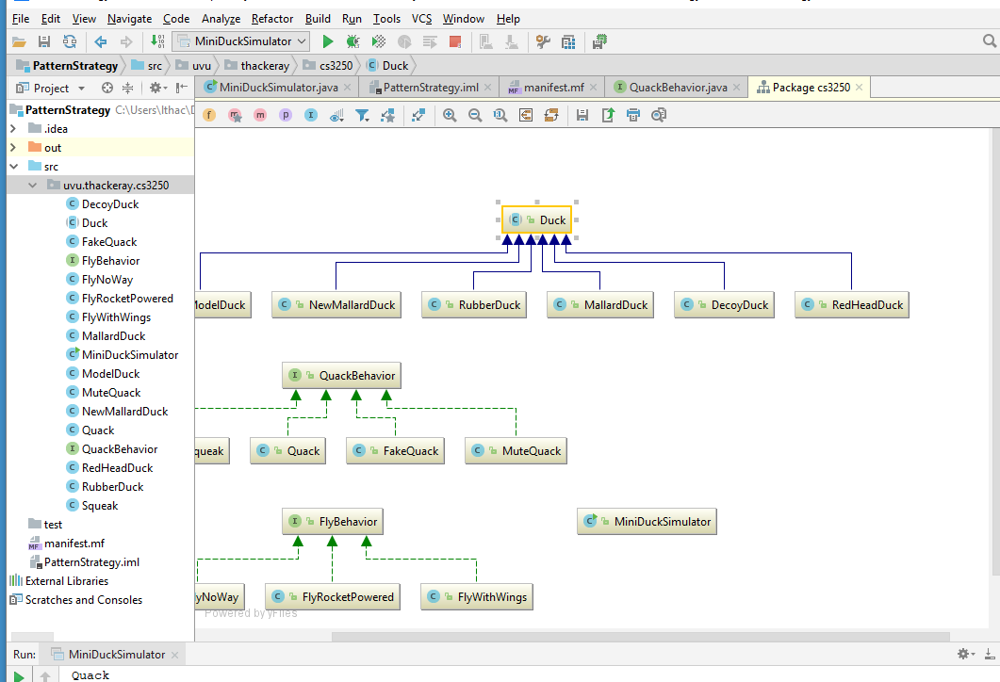 File Edit View Navigate Code Analyze Refactor Build Run Tools VCS Window Help
MiniDuckSimulator
PatternStrategy src uvu thackeray cs3250 Duck
Project
MiniDuckSimulator.java PatternStrategy.iml manifest.mf QuackBehavior.java Package cs3250
PatternStrategy C:\Users\lthac\D
.idea
out
src
uvu.thackeray.cs3250
DecoyDuck
Duck
FakeQuack
FlyBehavior
FlyNoWay
FlyRocketPowered
FlyWithWings
MallardDuck
MiniDuckSimulator
ModelDuck
MuteQuack
NewMallardDuck
Quack
QuackBehavior
RedHeadDuck
RubberDuck
Squeak
test
manifest.mf
PatternStrategy.iml
External Libraries
Scratches and Consoles
Duck
ModelDuck NewMallardDuck RubberDuck MallardDuck DecoyDuck RedHeadDuck
QuackBehavior
queak Quack FakeQuack MuteQuack
FlyBehavior MiniDuckSimulator
yNoWay FlyRocketPowered FlyWithWings
Powered by yFiles
Run: MiniDuckSimulator
Quack